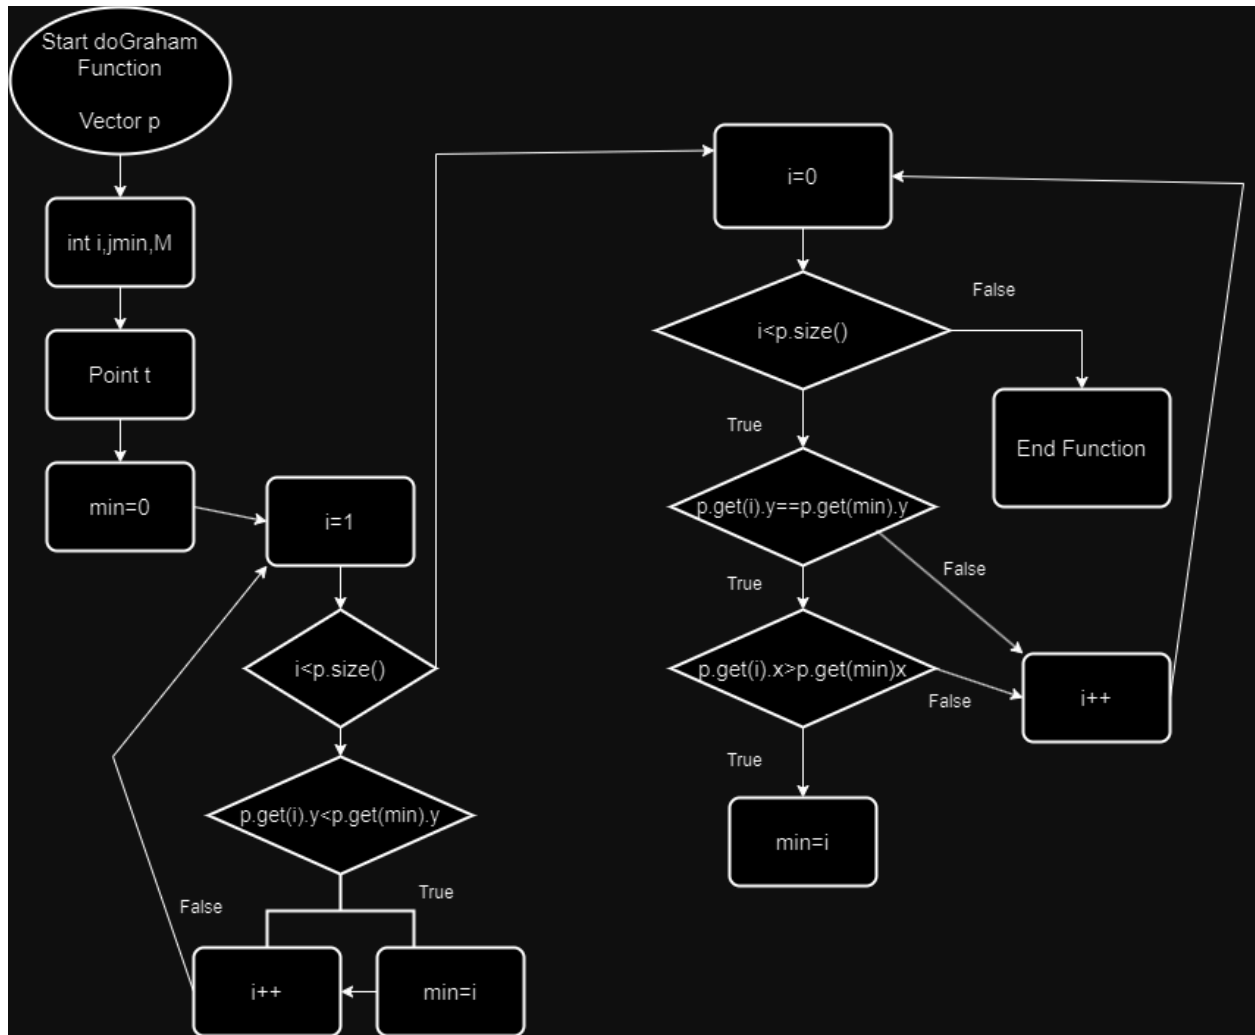 Start doGraham
Function
Vector p
int i,jmin,M
Point t
min=0
i=1
i<p.size()
p.get(i).y<p.get(min).y
True
False
i++
min=i
i=0
i<p.size()
False
End Function
True
p.get(i).y==p.get(min).y
False
True
p.get(i).x>p.get(min)x
False
i++
True
min=i